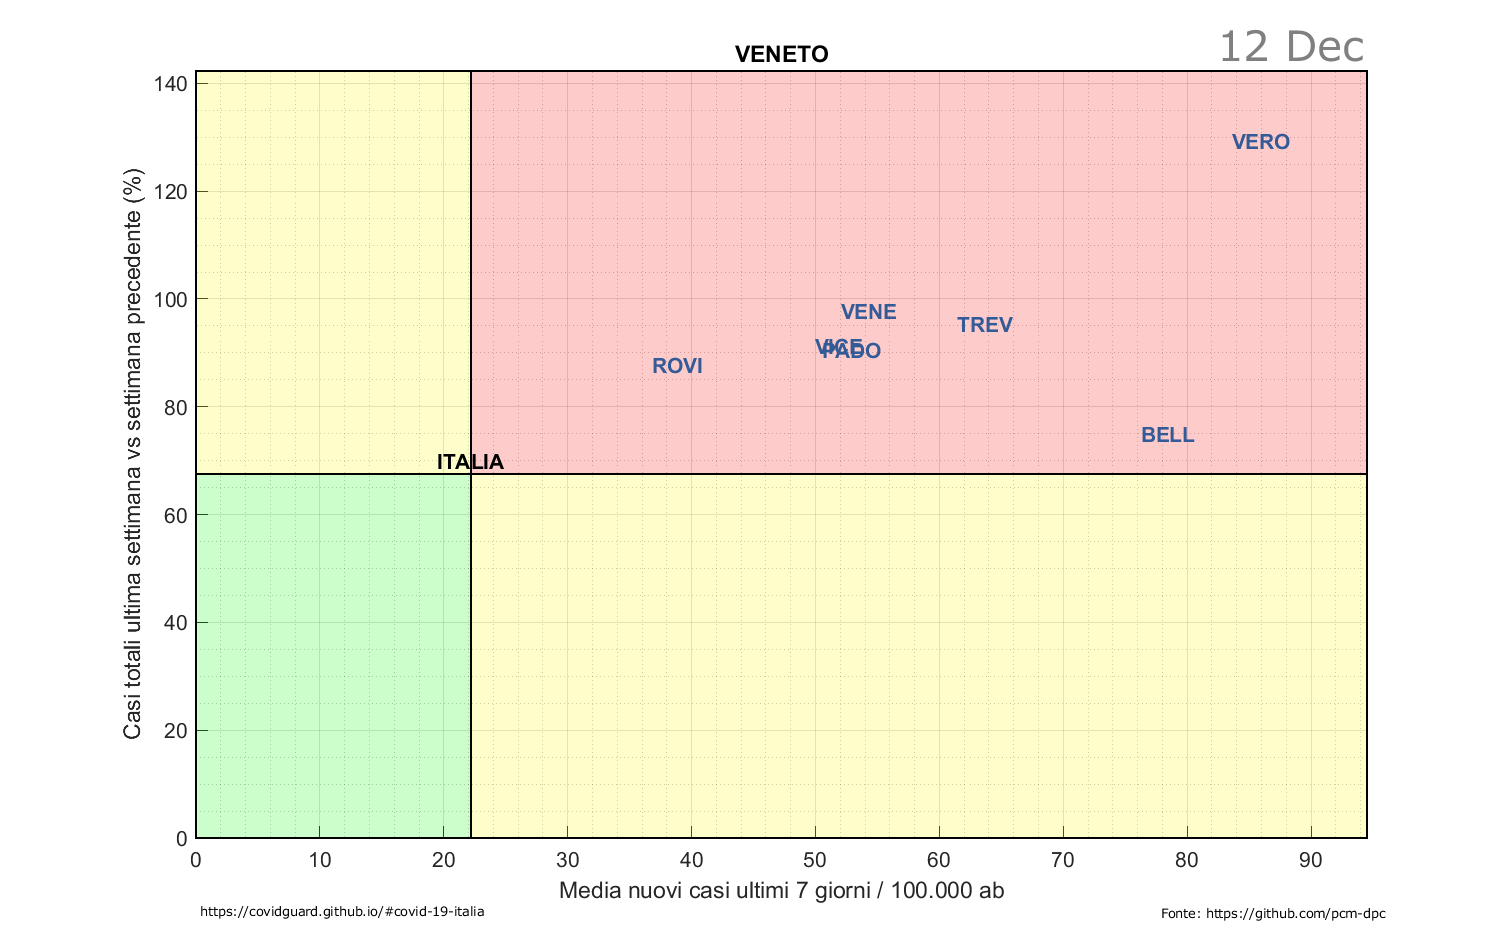 12 Dec
VENETO
140
120
100
80
60
40
20
0
Casi totali ultima settimana vs settimana precedente (%)
VERO
VENE
TREV
VICE
PADO
ROVI
BELL
ITALIA
0 10 20 30 40 50 60 70 80 90
Media nuovi casi ultimi 7 giorni / 100.000 ab
https://covidguard.github.io/#covid-19-italia
Fonte: https://github.com/pcm-dpc